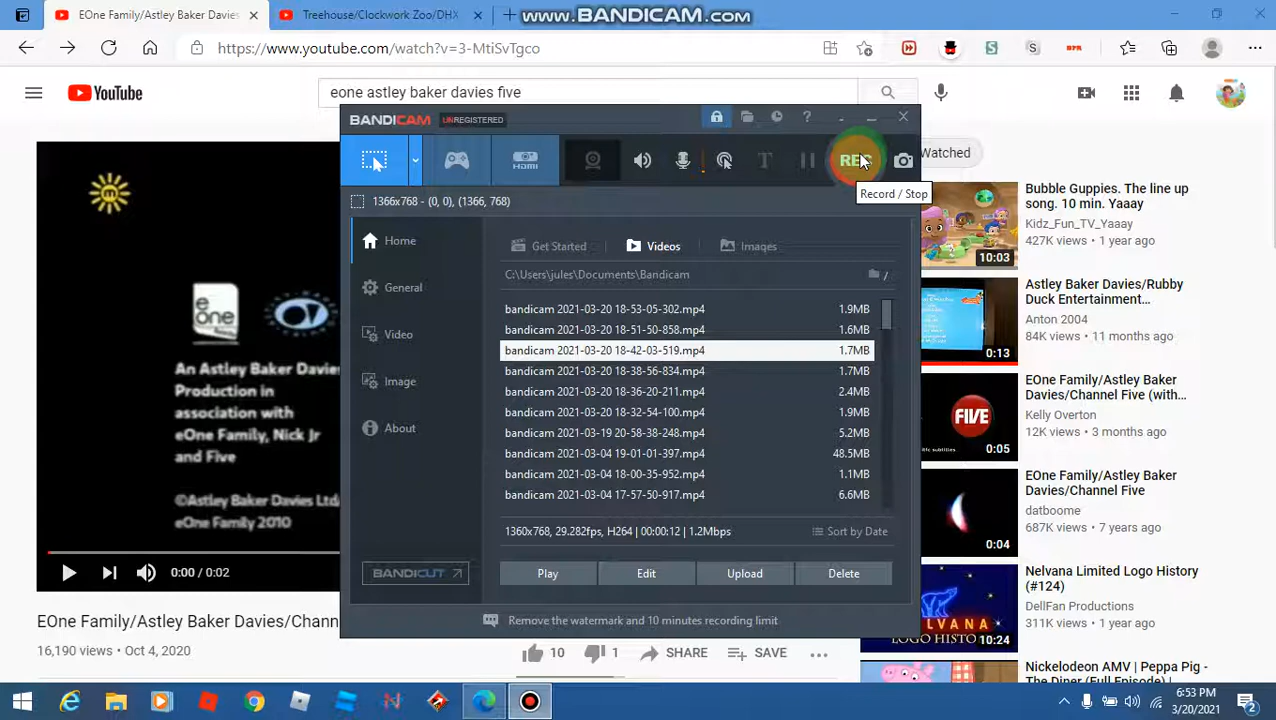 EOne Family/Astley Baker Davies
Treehouse/Clockwork Zoo/DHX
www.BANDICAM.com
https://www.youtube.com/watch?v=3-MtiSvTgco
YouTube
eone astley baker davies five
BANDICAM UNREGISTERED
HDMI
REC
Record / Stop
Watched
1366x768 - (0, 0), (1366, 768)
Home
General
Video
Image
About
BANDICUT
Get Started
Videos
Images
C:\Users\jules\Documents\Bandicam
bandicam 2021-03-20 18-53-05-302.mp4 1.9MB
bandicam 2021-03-20 18-51-50-858.mp4 1.6MB
bandicam 2021-03-20 18-42-03-519.mp4 1.7MB
bandicam 2021-03-20 18-38-56-834.mp4 1.7MB
bandicam 2021-03-20 18-36-20-211.mp4 2.4MB
bandicam 2021-03-20 18-32-54-100.mp4 1.9MB
bandicam 2021-03-19 20-58-38-248.mp4 5.2MB
bandicam 2021-03-04 19-01-01-397.mp4 48.5MB
bandicam 2021-03-04 18-00-35-952.mp4 1.1MB
bandicam 2021-03-04 17-57-50-917.mp4 6.6MB
1360x768, 29.282fps, H264 | 00:00:12 | 1.2Mbps
Sort by Date
Play
Edit
Upload
Delete
Remove the watermark and 10 minutes recording limit
e one
An Astley Baker Davies
Production in
association with
eOne Family, Nick Jr
and Five
©Astley Baker Davies Ltd/
eOne Family 2010
0:00 / 0:02
EOne Family/Astley Baker Davies/Chann
16,190 views • Oct 4, 2020
10
1
SHARE
SAVE
Bubble Guppies. The line up
song. 10 min. Yaaay
Kidz_Fun_TV_Yaaay
427K views • 1 year ago
10:03
Astley Baker Davies/Rubby
Duck Entertainment...
Anton 2004
84K views • 11 months ago
0:13
EOne Family/Astley Baker
Davies/Channel Five (with...
Kelly Overton
12K views • 3 months ago
FIVE
0:05
EOne Family/Astley Baker
Davies/Channel Five
datboome
687K views • 7 years ago
0:04
Nelvana Limited Logo History
(#124)
DellFan Productions
311K views • 1 year ago
10:24
Nickelodeon AMV | Peppa Pig -
The Diner (Full Episode) |
6:53 PM
3/20/2021
2